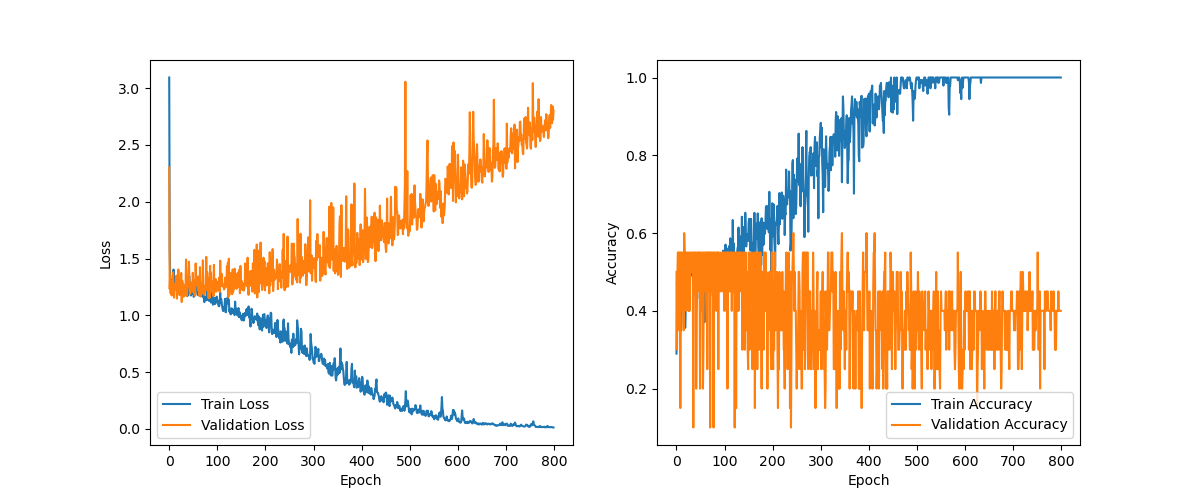 3.0
2.5
2.0
1.5
1.0
0.5
0.0
Loss
0 100 200 300 400 500 600 700 800
Epoch
Train Loss
Validation Loss
1.0
0.8
0.6
0.4
0.2
Accuracy
0 100 200 300 400 500 600 700 800
Epoch
Train Accuracy
Validation Accuracy